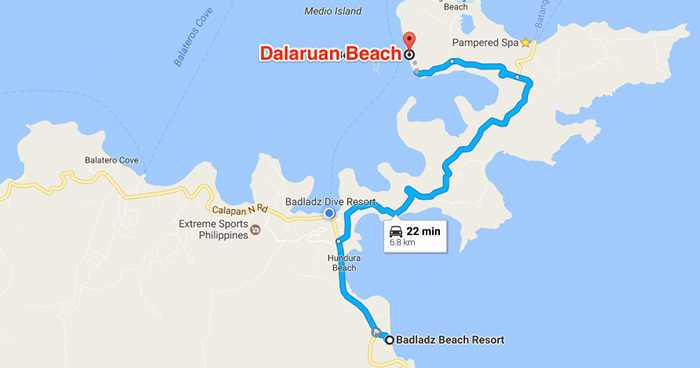 Medio Island
Beach
Balateros Cove
Batang
Pampered Spa
Dalaruan Beach
Balatero Cove
Badladz Dive Resort
Calapan N Rd
Extreme Sports
Philippines
22 min
6.8 km
Hundura
Beach
Badladz Beach Resort